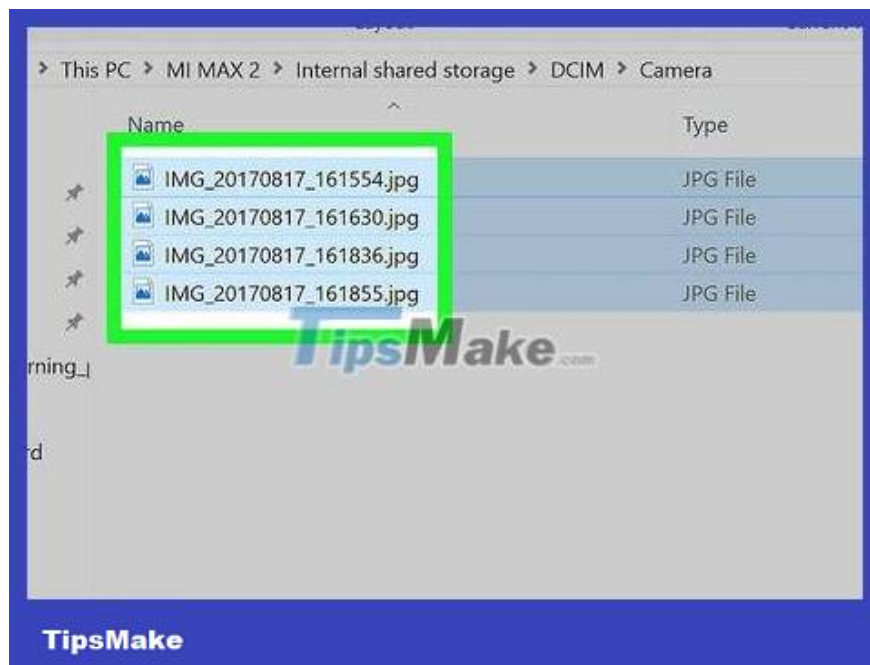 This PC > MI MAX 2 > Internal shared storage > DCIM > Camera
Name Type
IMG_20170817_161554.jpg JPG File
IMG_20170817_161630.jpg JPG File
IMG_20170817_161836.jpg JPG File
IMG_20170817_161855.jpg JPG File
TipsMake.com
rning_
rd
TipsMake